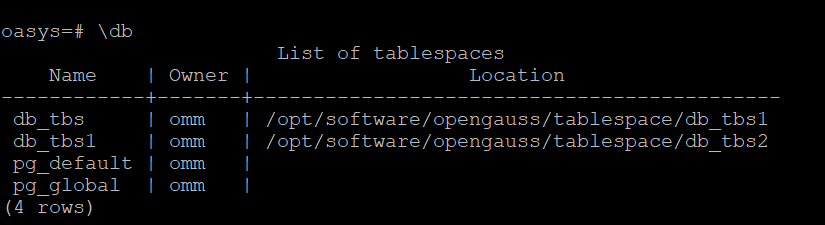 oasys=# \db
                         List of tablespaces
    Name    | Owner |                   Location
------------+-------+----------------------------------------------
 db_tbs     | omm   | /opt/software/opengauss/tablespace/db_tbs1
 db_tbs1    | omm   | /opt/software/opengauss/tablespace/db_tbs2
 pg_default | omm   |
 pg_global  | omm   |
(4 rows)